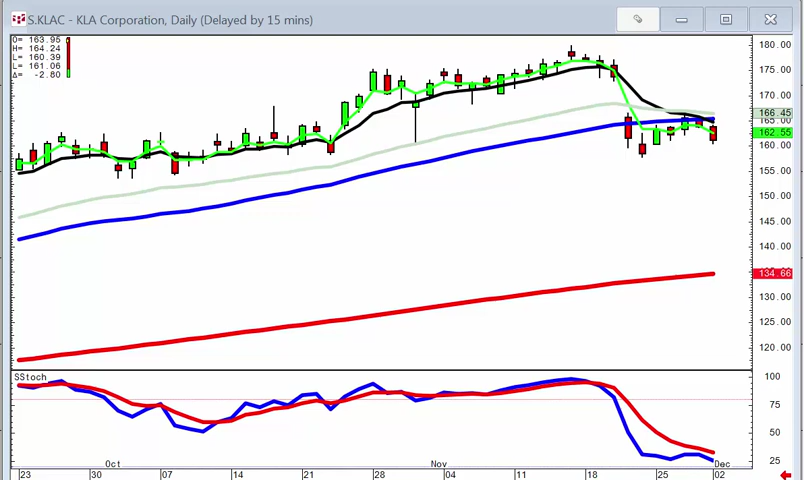 S.KLAC - KLA Corporation, Daily (Delayed by 15 mins)
O= 163.95
H= 164.24
L= 160.39
L= 161.06
Δ= -2.80
180.00
175.00
170.00
166.45
165.00
162.55
160.00
155.00
150.00
145.00
140.00
134.66
130.00
125.00
120.00
SStoch
100
75
50
25
23 30 Oct 07 14 21 28 Nov 04 11 18 25 Dec 02